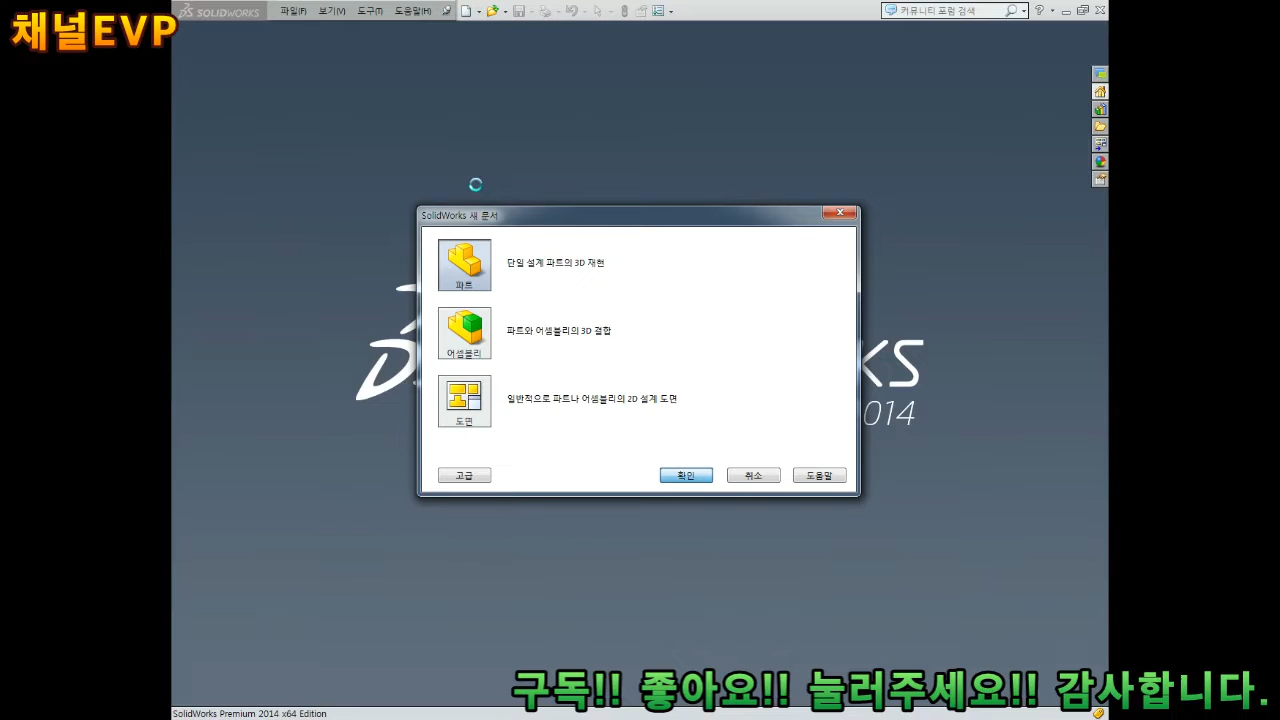 채널EVP
SOLIDWORKS 파일(F) 보기(V) 도구(T) 도움말(H) 커뮤니티 포럼 검색
SolidWorks 새 문서
파트
단일 설계 파트의 3D 재현
어셈블리
파트와 어셈블리의 3D 결합
도면
일반적으로 파트나 어셈블리의 2D 설계 도면
KS
014
고급 확인 취소 도움말
구독!! 좋아요!! 눌러주세요!! 감사합니다.
SolidWorks Premium 2014 x64 Edition